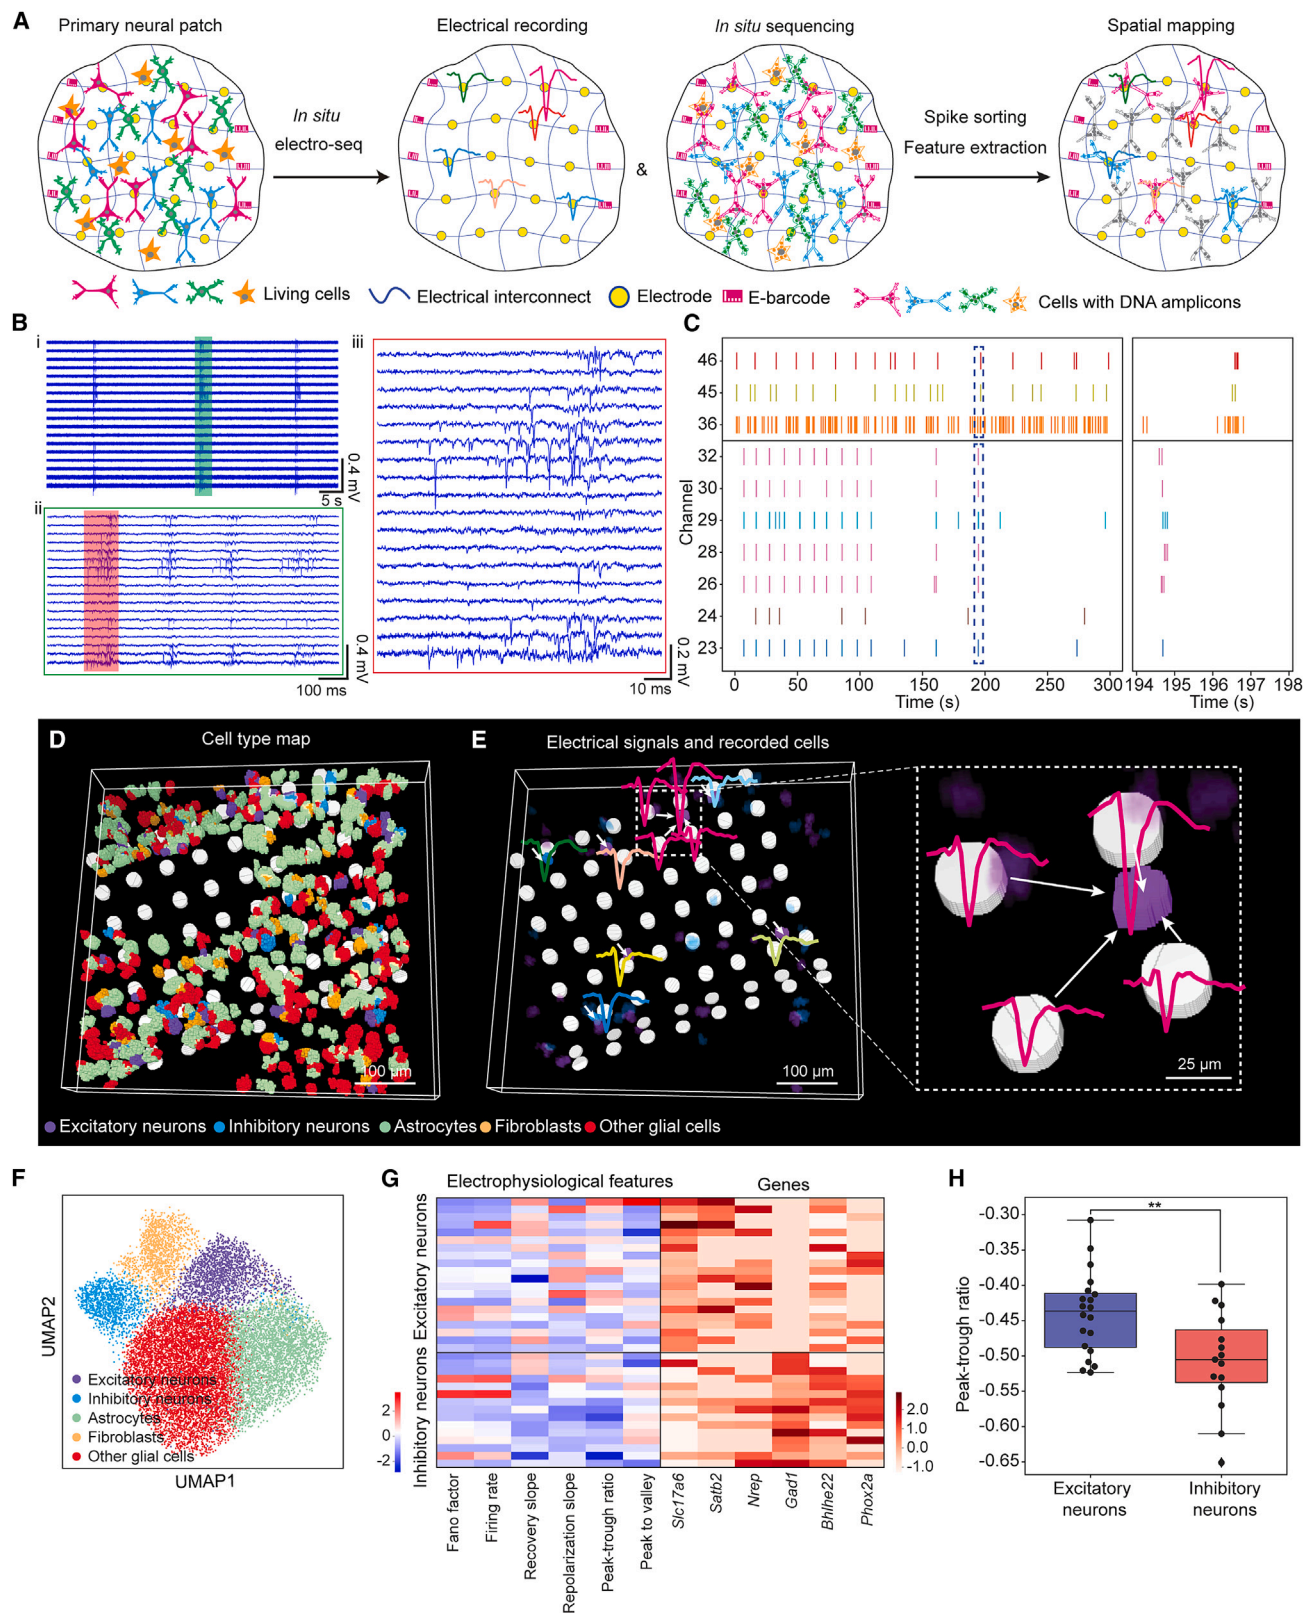 A
Primary neural patch
Electrical recording
In situ sequencing
Spatial mapping
In situ
electro-seq
&
Spike sorting
Feature extraction
Living cells
Electrical interconnect
Electrode
E-barcode
Cells with DNA amplicons
B
i
0.4 mV
5 s
ii
0.4 mV
100 ms
iii
0.2 mV
10 ms
C
Channel
46
45
36
32
30
29
28
26
24
23
0 50 100 150 200 250 300
Time (s)
194 195 196 197 198
Time (s)
D
Cell type map
100 µm
E
Electrical signals and recorded cells
100 µm
25 µm
Excitatory neurons
Inhibitory neurons
Astrocytes
Fibroblasts
Other glial cells
F
UMAP2
Excitatory neurons
Inhibitory neurons
Astrocytes
Fibroblasts
Other glial cells
UMAP1
G
Electrophysiological features
Genes
Excitatory neurons
Inhibitory neurons
2
0
-2
2.0
1.0
0.0
-1.0
Fano factor
Firing rate
Recovery slope
Repolarization slope
Peak-trough ratio
Peak to valley
Slc17a6
Satb2
Nrep
Gad1
Bhlhe22
Phox2a
H
Peak-trough ratio
-0.30
-0.35
-0.40
-0.45
-0.50
-0.55
-0.60
-0.65
**
Excitatory
neurons
Inhibitory
neurons